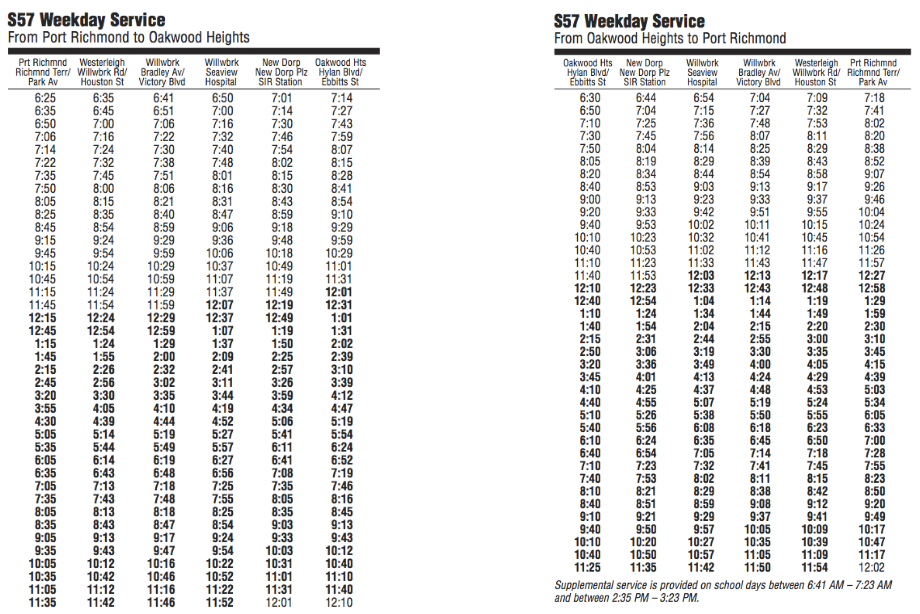 S57 Weekday Service
From Port Richmond to Oakwood Heights
Prt Richmnd Westerleigh Willwbrk Willwbrk New Dorp Oakwood Hts
Richmnd Terr/ Willwbrk Rd/ Bradley Av/ Seaview New Dorp Plz Hylan Blvd/
Park Av Houston St Victory Blvd Hospital SIR Station Ebbitts St
6:25 6:35 6:41 6:50 7:01 7:14
6:35 6:45 6:51 7:00 7:14 7:27
6:50 7:00 7:06 7:16 7:30 7:43
7:06 7:16 7:22 7:32 7:46 7:59
7:14 7:24 7:30 7:40 7:54 8:07
7:22 7:32 7:38 7:48 8:02 8:15
7:35 7:45 7:51 8:01 8:15 8:28
7:50 8:00 8:06 8:16 8:30 8:41
8:05 8:15 8:21 8:31 8:43 8:54
8:25 8:35 8:40 8:47 8:59 9:10
8:45 8:54 8:59 9:06 9:18 9:29
9:15 9:24 9:29 9:36 9:48 9:59
9:45 9:54 9:59 10:06 10:18 10:29
10:15 10:24 10:29 10:37 10:49 11:01
10:45 10:54 10:59 11:07 11:19 11:31
11:15 11:24 11:29 11:37 11:49 12:01
11:45 11:54 11:59 12:07 12:19 12:31
12:15 12:24 12:29 12:37 12:49 1:01
12:45 12:54 12:59 1:07 1:19 1:31
1:15 1:24 1:29 1:37 1:50 2:02
1:45 1:55 2:00 2:09 2:25 2:39
2:15 2:26 2:32 2:41 2:57 3:10
2:45 2:56 3:02 3:11 3:26 3:39
3:20 3:30 3:35 3:44 3:59 4:12
3:55 4:05 4:10 4:19 4:34 4:47
4:30 4:39 4:44 4:52 5:06 5:19
5:05 5:14 5:19 5:27 5:41 5:54
5:35 5:44 5:49 5:57 6:11 6:24
6:05 6:14 6:19 6:27 6:41 6:52
6:35 6:43 6:48 6:56 7:08 7:19
7:05 7:13 7:18 7:25 7:35 7:46
7:35 7:43 7:48 7:55 8:05 8:16
8:05 8:13 8:18 8:25 8:35 8:45
8:35 8:43 8:47 8:54 9:03 9:13
9:05 9:13 9:17 9:24 9:33 9:43
9:35 9:43 9:47 9:54 10:03 10:12
10:05 10:12 10:16 10:22 10:31 10:40
10:35 10:42 10:46 10:52 11:01 11:10
11:05 11:12 11:16 11:22 11:31 11:40
11:35 11:42 11:46 11:52 12:01 12:10
S57 Weekday Service
From Oakwood Heights to Port Richmond
Oakwood Hts New Dorp Willwbrk Willwbrk Westerleigh Prt Richmnd
Hylan Blvd/ New Dorp Plz Seaview Bradley Av/ Willwbrk Rd/ Richmnd Terr/
Ebbitts St SIR Station Hospital Victory Blvd Houston St Park Av
6:30 6:44 6:54 7:04 7:09 7:18
6:50 7:04 7:15 7:27 7:32 7:41
7:10 7:25 7:36 7:48 7:53 8:02
7:30 7:45 7:56 8:07 8:11 8:20
7:50 8:04 8:14 8:25 8:29 8:38
8:05 8:19 8:29 8:39 8:43 8:52
8:20 8:34 8:44 8:54 8:58 9:07
8:40 8:53 9:03 9:13 9:17 9:26
9:00 9:13 9:23 9:33 9:37 9:46
9:20 9:33 9:42 9:51 9:55 10:04
9:40 9:53 10:02 10:11 10:15 10:24
10:10 10:23 10:32 10:41 10:45 10:54
10:40 10:53 11:02 11:12 11:16 11:26
11:10 11:23 11:33 11:43 11:47 11:57
11:40 11:53 12:03 12:13 12:17 12:27
12:10 12:23 12:33 12:43 12:48 12:58
12:40 12:54 1:04 1:14 1:19 1:29
1:10 1:24 1:34 1:44 1:49 1:59
1:40 1:54 2:04 2:15 2:20 2:30
2:15 2:31 2:44 2:55 3:00 3:10
2:50 3:06 3:19 3:30 3:35 3:45
3:20 3:36 3:49 4:00 4:05 4:15
3:45 4:01 4:13 4:24 4:29 4:39
4:10 4:25 4:37 4:48 4:53 5:03
4:40 4:55 5:07 5:19 5:24 5:34
5:10 5:26 5:38 5:50 5:55 6:05
5:40 5:56 6:08 6:18 6:23 6:33
6:10 6:24 6:35 6:45 6:50 7:00
6:40 6:54 7:05 7:14 7:18 7:28
7:10 7:23 7:32 7:41 7:45 7:55
7:40 7:53 8:02 8:11 8:15 8:23
8:10 8:21 8:29 8:38 8:42 8:50
8:40 8:51 8:59 9:08 9:12 9:20
9:10 9:21 9:29 9:37 9:41 9:49
9:40 9:50 9:57 10:05 10:09 10:17
10:10 10:20 10:27 10:35 10:39 10:47
10:40 10:50 10:57 11:05 11:09 11:17
11:25 11:35 11:42 11:50 11:54 12:02
Supplemental service is provided on school days between 6:41 AM – 7:23 AM
and between 2:35 PM – 3:23 PM.